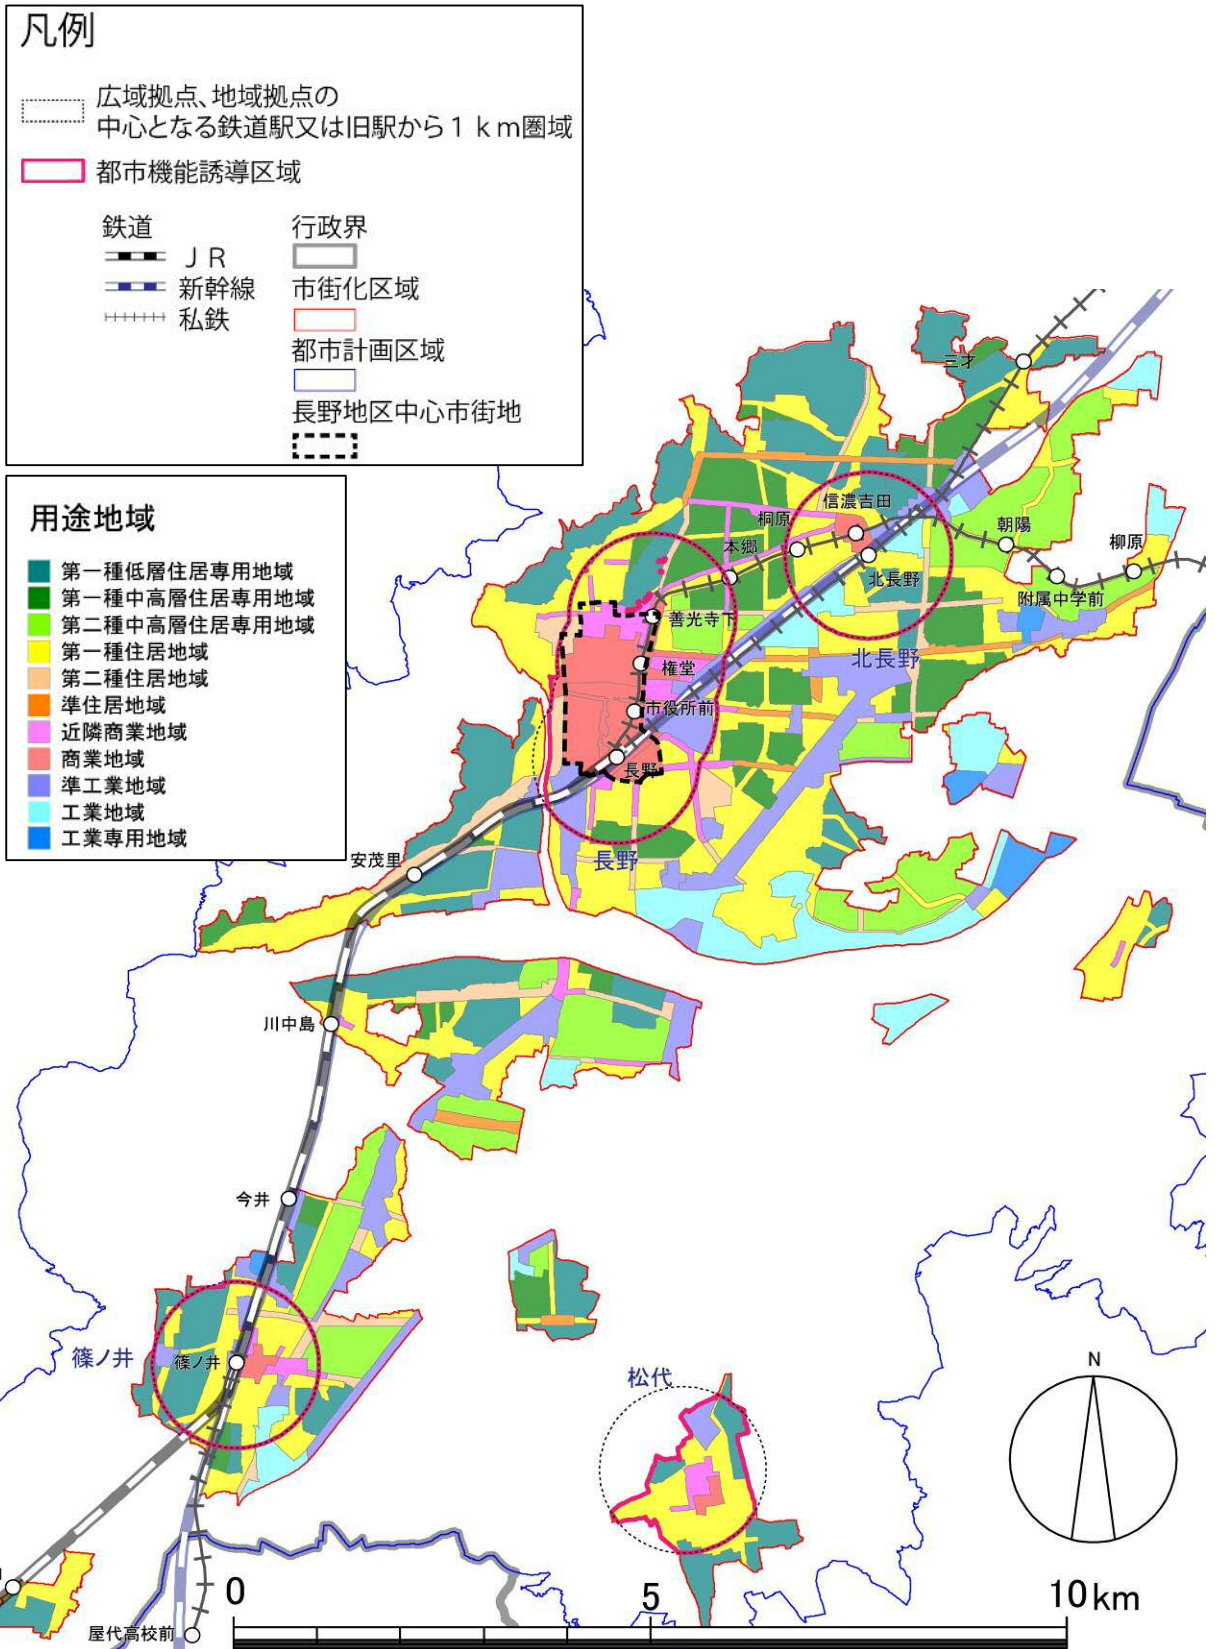 凡例
広域拠点、地域拠点の
中心となる鉄道駅又は旧駅から1km圏域
都市機能誘導区域
鉄道
行政界
JR
新幹線
市街化区域
私鉄
都市計画区域
長野地区中心市街地
用途地域
第一種低層住居専用地域
第一種中高層住居専用地域
第二種中高層住居専用地域
第一種住居地域
第二種住居地域
準住居地域
近隣商業地域
商業地域
準工業地域
工業地域
工業専用地域
三才
信濃吉田
桐原
朝陽
柳原
本郷
北長野
附属中学前
善光寺下
北長野
権堂
市役所前
長野
長野
安茂里
川中島
今井
篠ノ井
篠ノ井
松代
N
屋代高校前
0
5
10km